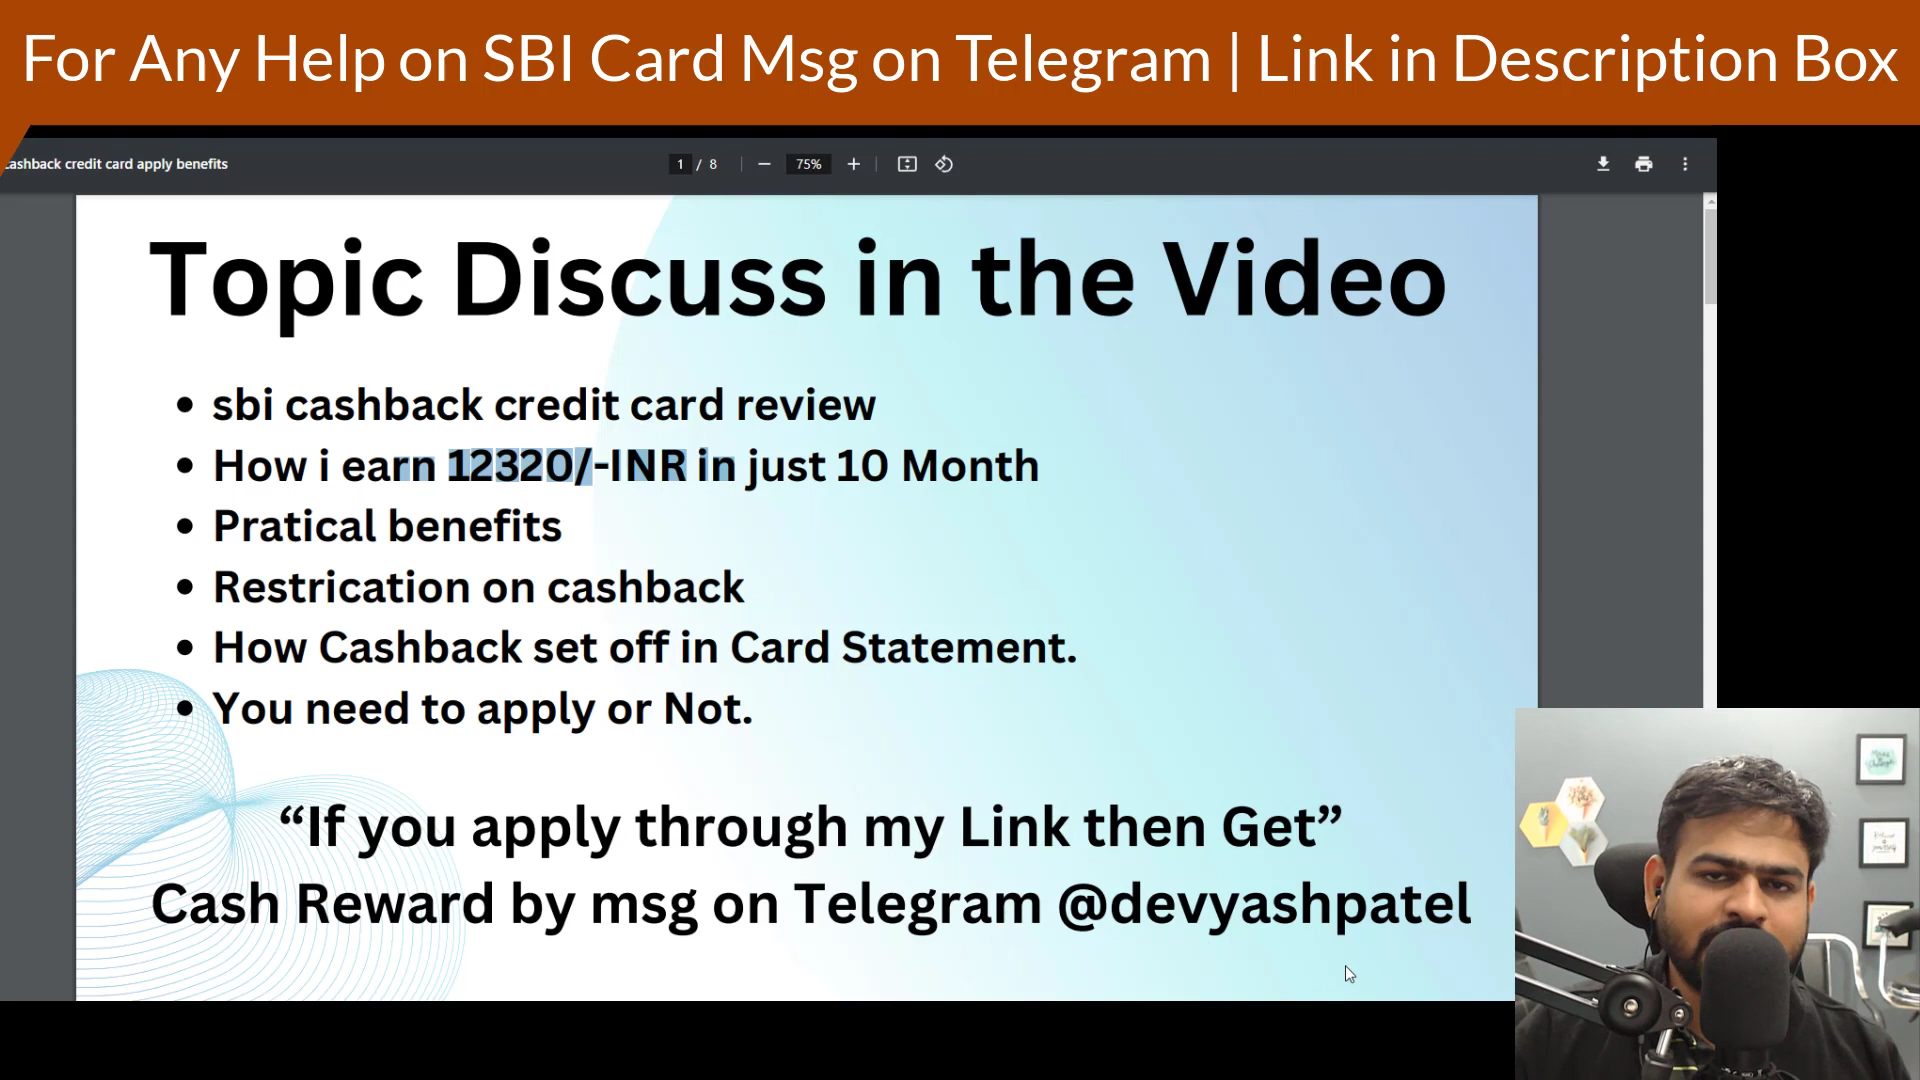 For Any Help on SBI Card Msg on Telegram | Link in Description Box
cashback credit card apply benefits
1 / 8
75%
Topic Discuss in the Video
• sbi cashback credit card review
• How i earn 12320/-INR in just 10 Month
• Pratical benefits
• Restrication on cashback
• How Cashback set off in Card Statement.
• You need to apply or Not.
“If you apply through my Link then Get”
Cash Reward by msg on Telegram @devyashpatel